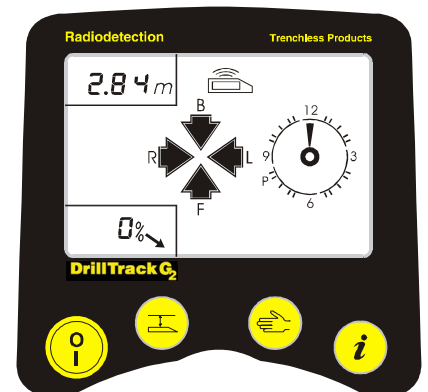 Radiodetection Trenchless Products
2.84m
B
R L
F
12
9 3
P
6
0%
DrillTrack G2
O
I
i